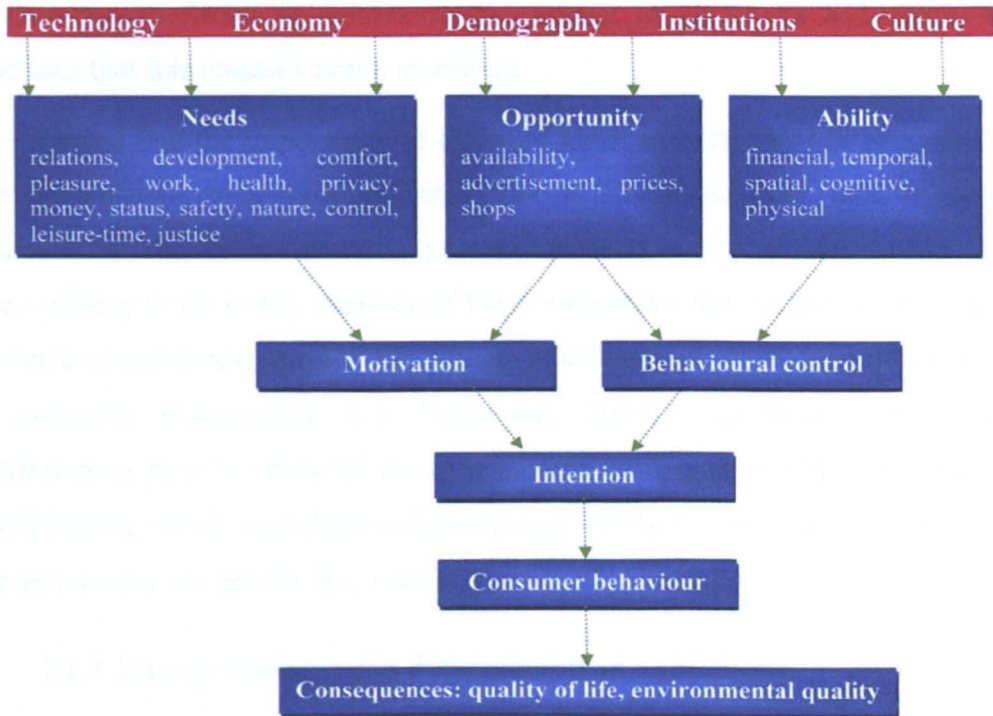 Technology Economy Demography Institutions Culture
Needs
relations, development, comfort,
pleasure, work, health, privacy,
money, status, safety, nature, control,
leisure-time, justice
Opportunity
availability,
advertisement, prices,
shops
Ability
financial, temporal,
spatial, cognitive,
physical
Motivation
Behavioural control
Intention
Consumer behaviour
Consequences: quality of life, environmental quality